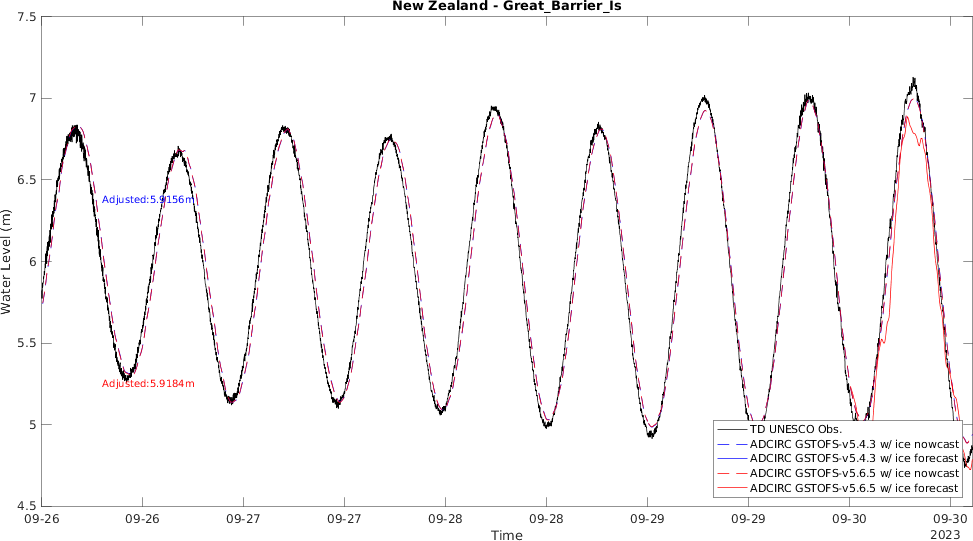 New Zealand - Great_Barrier_Is
7.5
7
6.5
6
5.5
5
4.5
Water Level (m)
Adjusted:5.9156m
Adjusted:5.9184m
TD UNESCO Obs.
ADCIRC GSTOFS-v5.4.3 w/ ice nowcast
ADCIRC GSTOFS-v5.4.3 w/ ice forecast
ADCIRC GSTOFS-v5.6.5 w/ ice nowcast
ADCIRC GSTOFS-v5.6.5 w/ ice forecast
09-26 09-26 09-27 09-27 09-28 09-28 09-29 09-29 09-30 09-30
2023
Time